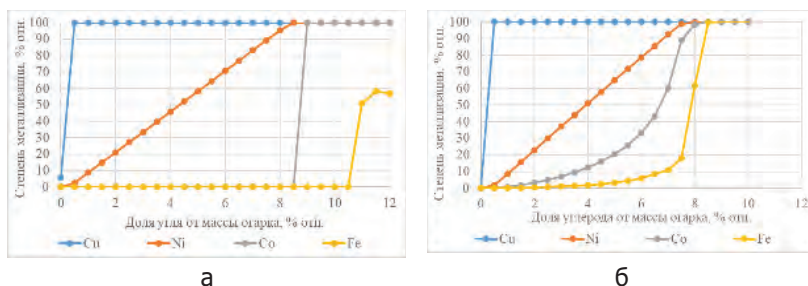 Степень металлизации, % отн.
100
90
80
70
60
50
40
30
20
10
0
0 2 4 6 8 10 12
Доля угля от массы огарка, % отн.
Cu Ni Co Fe
а
Степень металлизации, % отн.
100
90
80
70
60
50
40
30
20
10
0
0 2 4 6 8 10 12
Доля углерода от массы огарка, % отн.
Cu Ni Co Fe
б